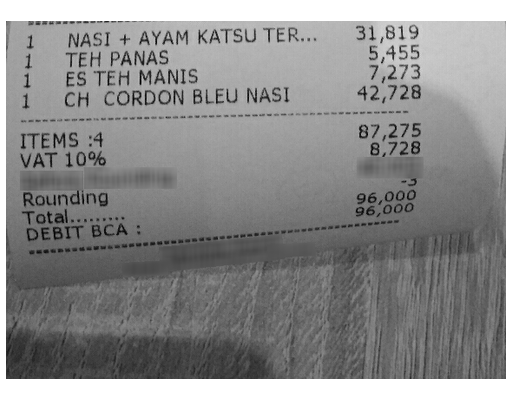 1 NASI + AYAM KATSU TER... 31,819
1 TEH PANAS 5,455
1 ES TEH MANIS 7,273
1 CH CORDON BLEU NASI 42,728
ITEMS :4 87,275
VAT 10% 8,728
Rounding -3
Total......... 96,000
DEBIT BCA : 96,000